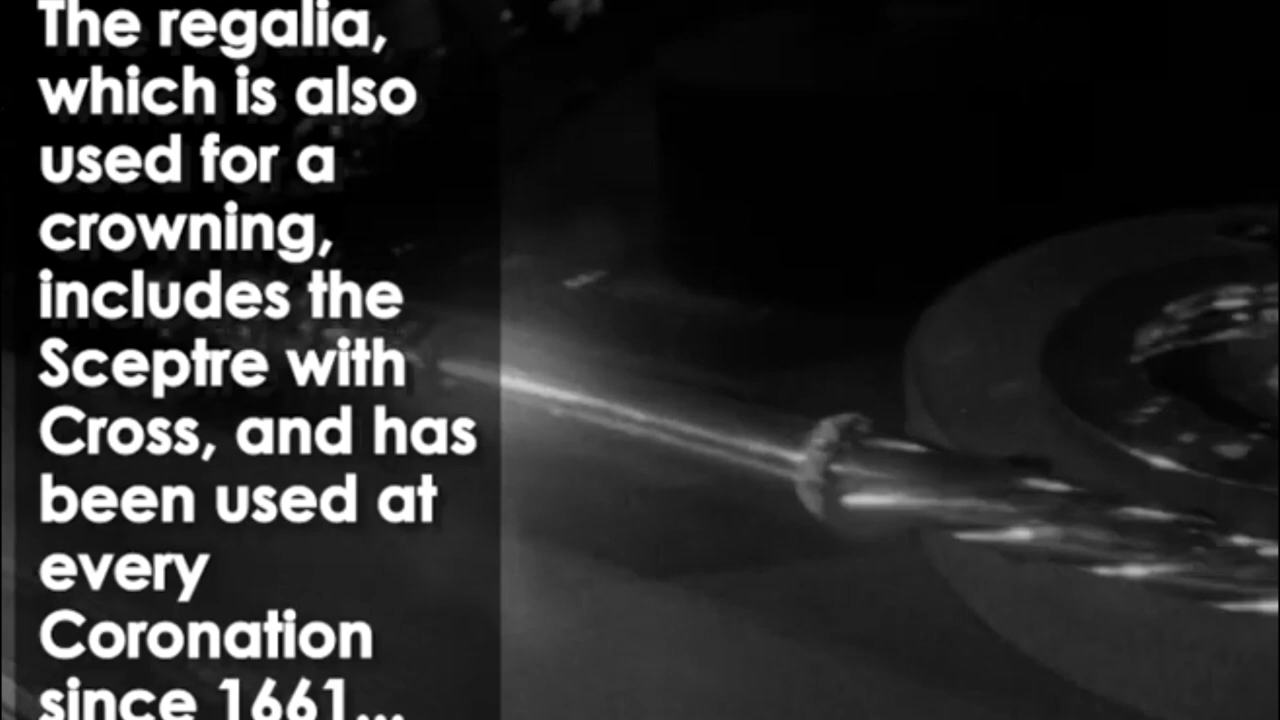 The regalia,
which is also
used for a
crowning,
includes the
Sceptre with
Cross, and has
been used at
every
Coronation
since 1661...